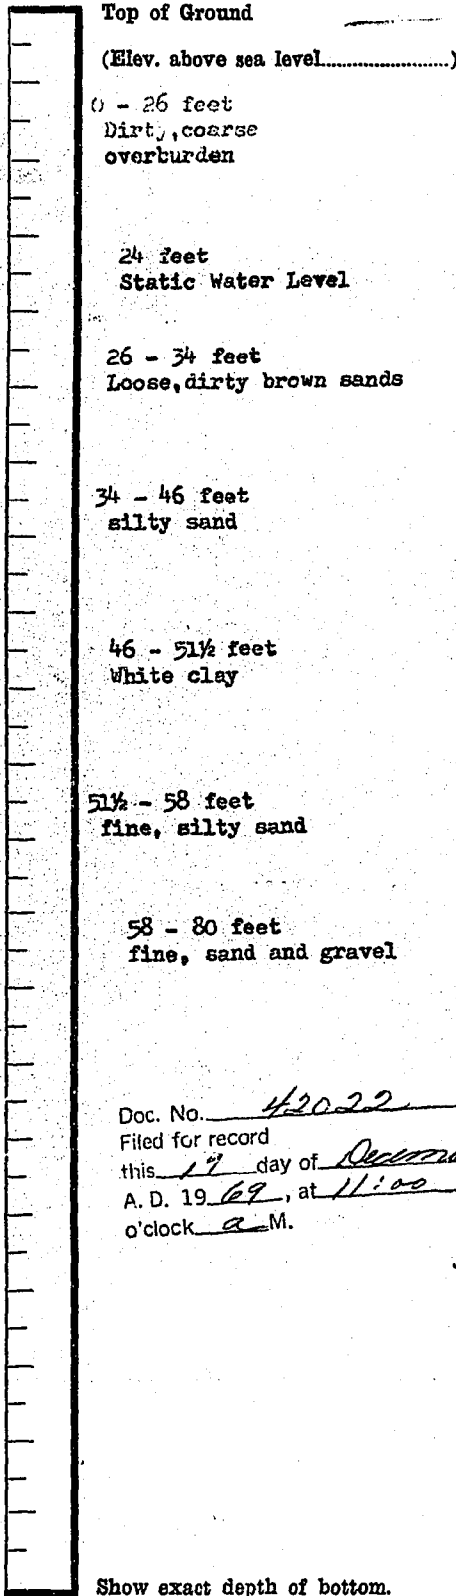 Top of Ground
(Elev. above sea level........................)
0 - 26 feet
Dirty, coarse
overburden
24 feet
Static Water Level
26 - 34 feet
Loose, dirty brown sands
34 - 46 feet
silty sand
46 - 51½ feet
White clay
51½ - 58 feet
fine, silty sand
58 - 80 feet
fine, sand and gravel
Doc. No. 42022
Filed for record
this day of
A. D. 19 69, at 11:00
o'clock a M.
Show exact depth of bottom.